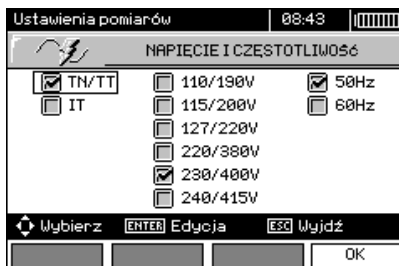 Ustawienia pomiarów 08:43
NAPIĘCIE I CZĘSTOTLIWOŚĆ
TN/TT 110/190V 50Hz
IT 115/200V 60Hz
127/220V
220/380V
230/400V
240/415V
Wybierz ENTER Edycja ESC Wyjdź
OK